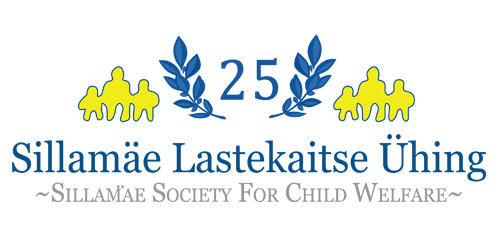 25
Sillamäe Lastekaitse Ühing
~SILLAMÄE SOCIETY FOR CHILD WELFARE~